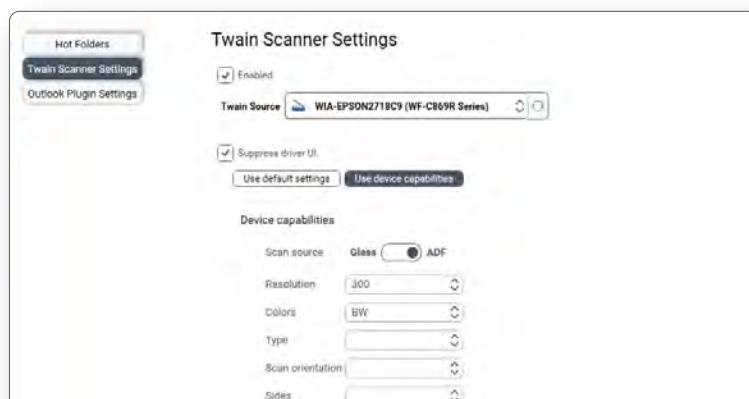 Hot Folders
Twain Scanner Settings
Outlook Plugin Settings
Twain Scanner Settings
Enabled
Twain Source WIA-EPSON2718C9 (WF-C869R Series)
Suppress driver UI.
Use default settings Use device capabilities
Device capabilities
Scan source Glass ADF
Resolution 300
Colors BW
Type
Scan orientation
Sides